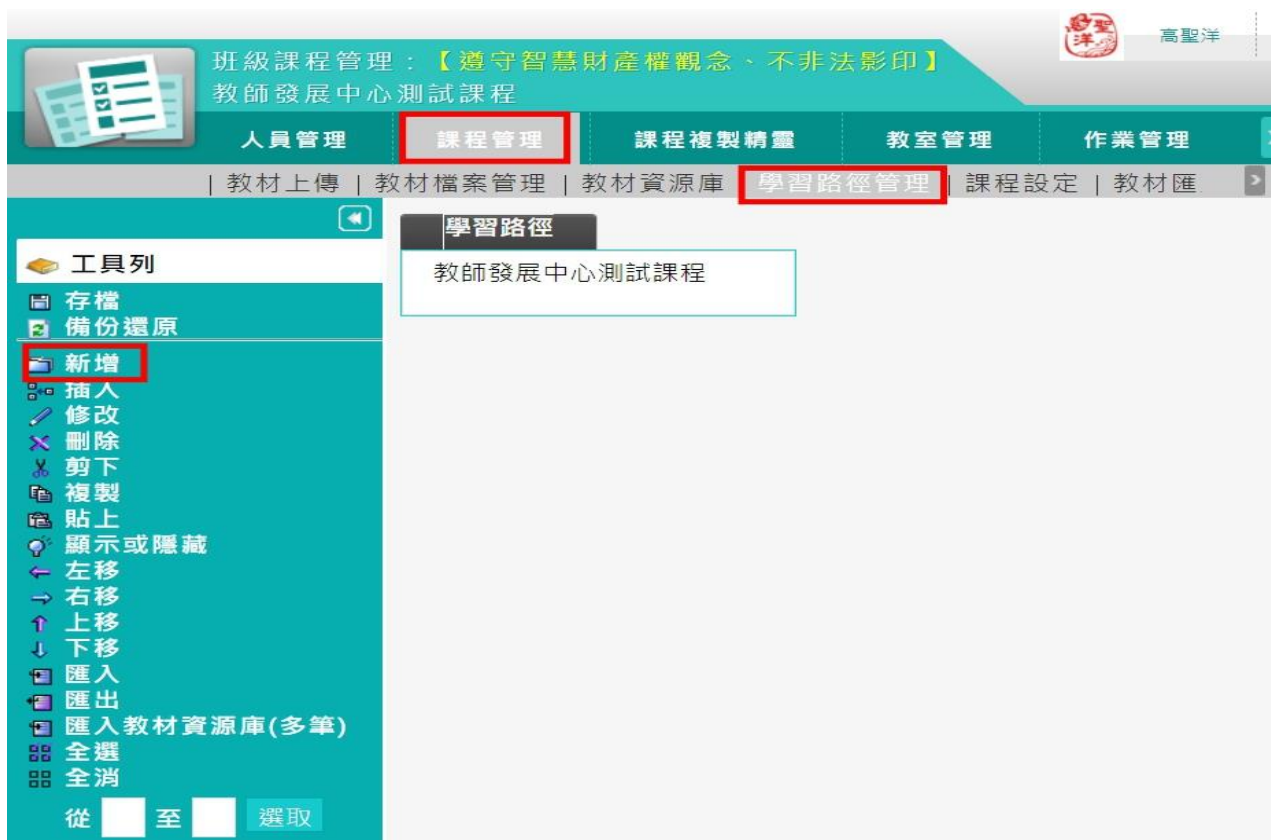 聖洋
高聖洋
班級課程管理：【遵守智慧財產權觀念、不非法影印】
教師發展中心測試課程
人員管理 課程管理 課程複製精靈 教室管理 作業管理
| 教材上傳 | 教材檔案管理 | 教材資源庫 | 學習路徑管理 | 課程設定 | 教材匯
學習路徑
教師發展中心測試課程
工具列
存檔
備份還原
新增
插入
修改
刪除
剪下
複製
貼上
顯示或隱藏
左移
右移
上移
下移
匯入
匯出
匯入教材資源庫(多筆)
全選
全消
從 至 選取